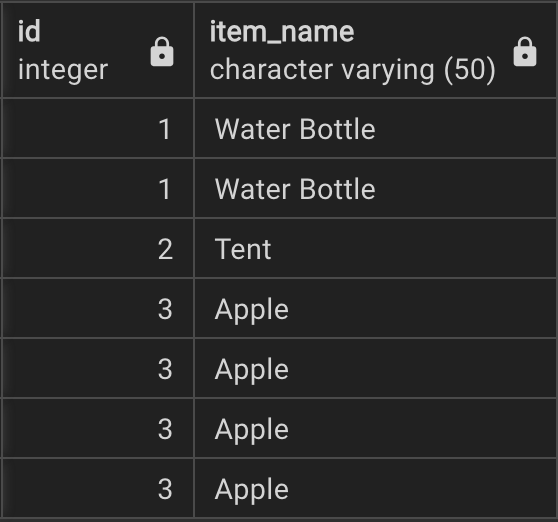 id item_name
integer character varying (50)
1 Water Bottle
1 Water Bottle
2 Tent
3 Apple
3 Apple
3 Apple
3 Apple